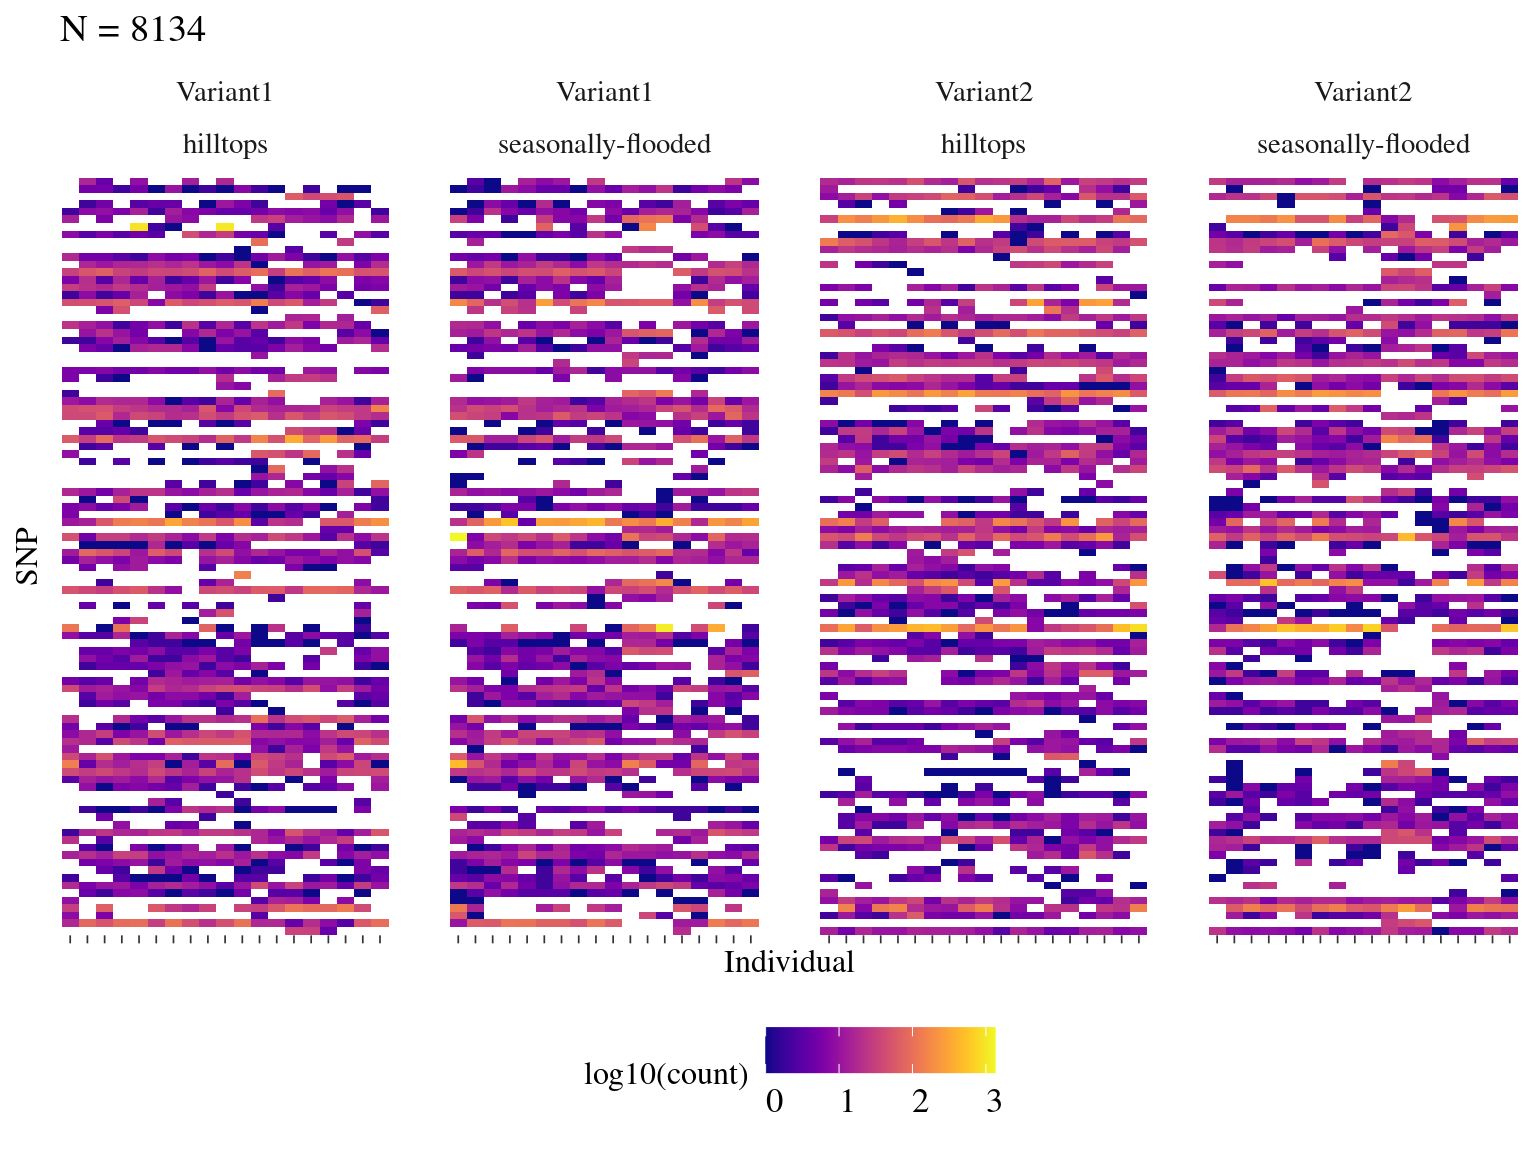 N = 8134
Variant1 Variant1 Variant2 Variant2
hilltops seasonally-flooded hilltops seasonally-flooded
SNP
Individual
log10(count)
0 1 2 3